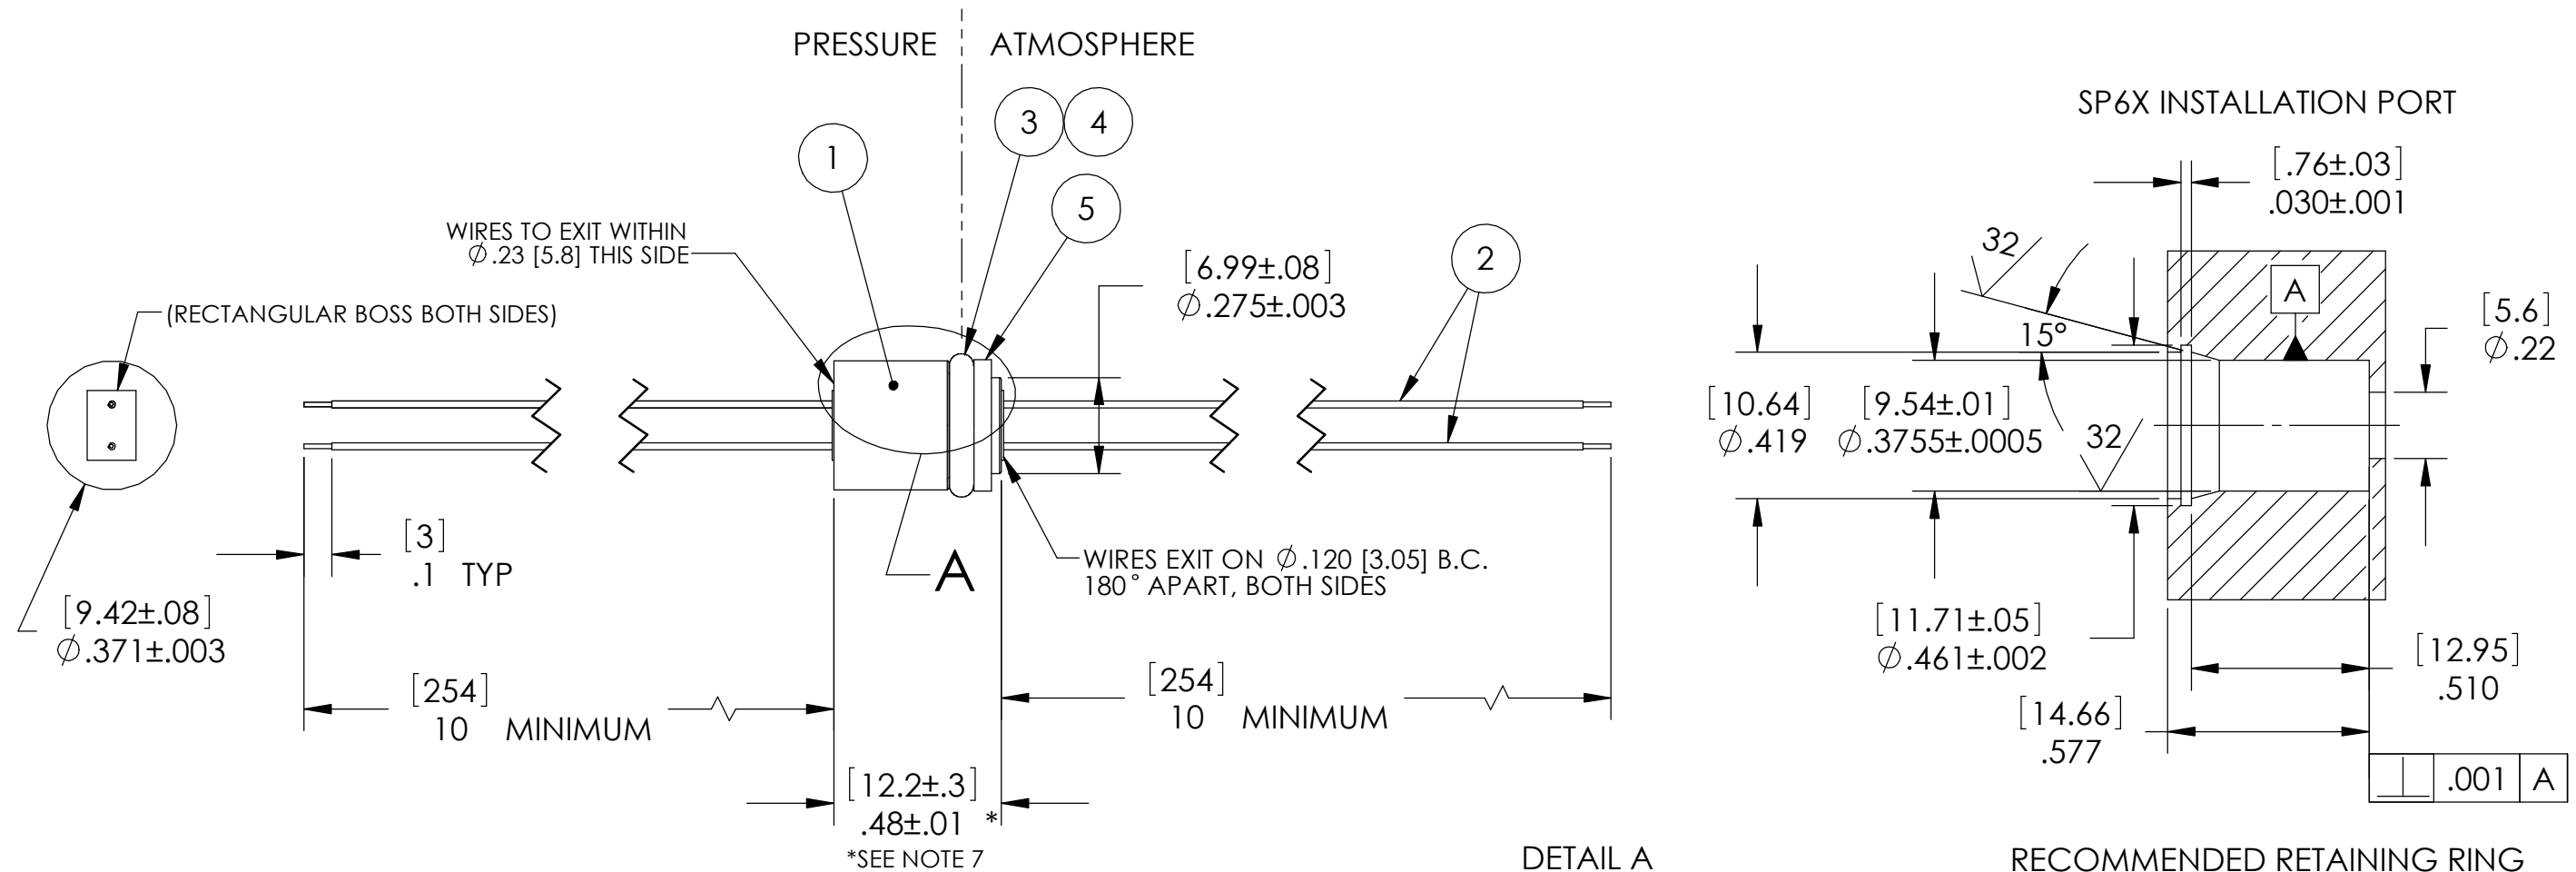 PRESSURE
ATMOSPHERE
1
3
4
5
2
WIRES TO EXIT WITHIN
∅.23 [5.8] THIS SIDE
(RECTANGULAR BOSS BOTH SIDES)
[6.99±.08]
∅.275±.003
[3]
.1 TYP
[9.42±.08]
∅.371±.003
A
WIRES EXIT ON ∅.120 [3.05] B.C.
180° APART, BOTH SIDES
[254]
10 MINIMUM
[254]
10 MINIMUM
[12.2±.3]
.48±.01 *
*SEE NOTE 7
DETAIL A
SP6X INSTALLATION PORT
[.76±.03]
.030±.001
32
15°
A
[5.6]
∅.22
[10.64]
∅.419
[9.54±.01]
∅.3755±.0005
32
[11.71±.05]
∅.461±.002
[12.95]
.510
[14.66]
.577
⊥ .001 A
RECOMMENDED RETAINING RING